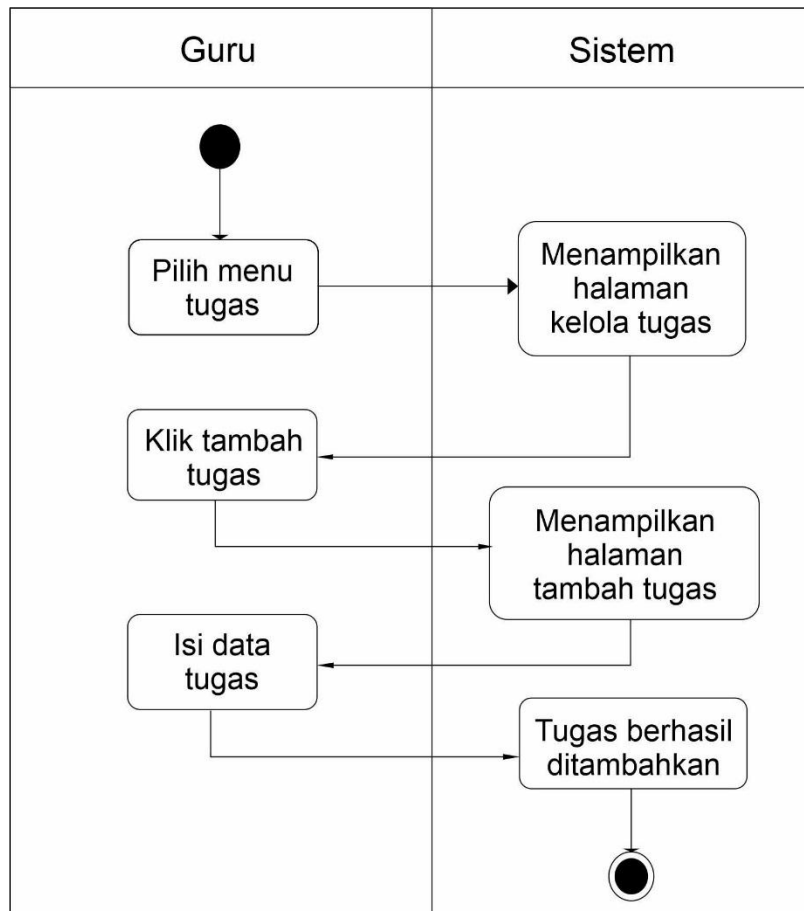 Guru
Sistem
Pilih menu
tugas
Menampilkan
halaman
kelola tugas
Klik tambah
tugas
Menampilkan
halaman
tambah tugas
Isi data
tugas
Tugas berhasil
ditambahkan